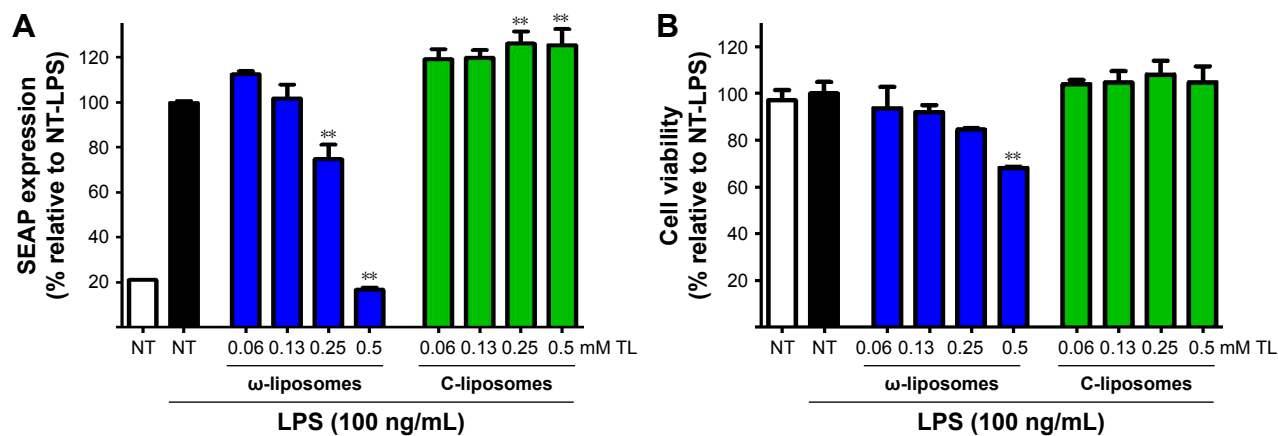 A
SEAP expression
(% relative to NT-LPS)
120
100
80
60
40
20
**
**
**
**
NT NT 0.06 0.13 0.25 0.5 0.06 0.13 0.25 0.5 mM TL
ω-liposomes C-liposomes
LPS (100 ng/mL)
B
Cell viability
(% relative to NT-LPS)
120
100
80
60
40
20
**
NT NT 0.06 0.13 0.25 0.5 0.06 0.13 0.25 0.5 mM TL
ω-liposomes C-liposomes
LPS (100 ng/mL)